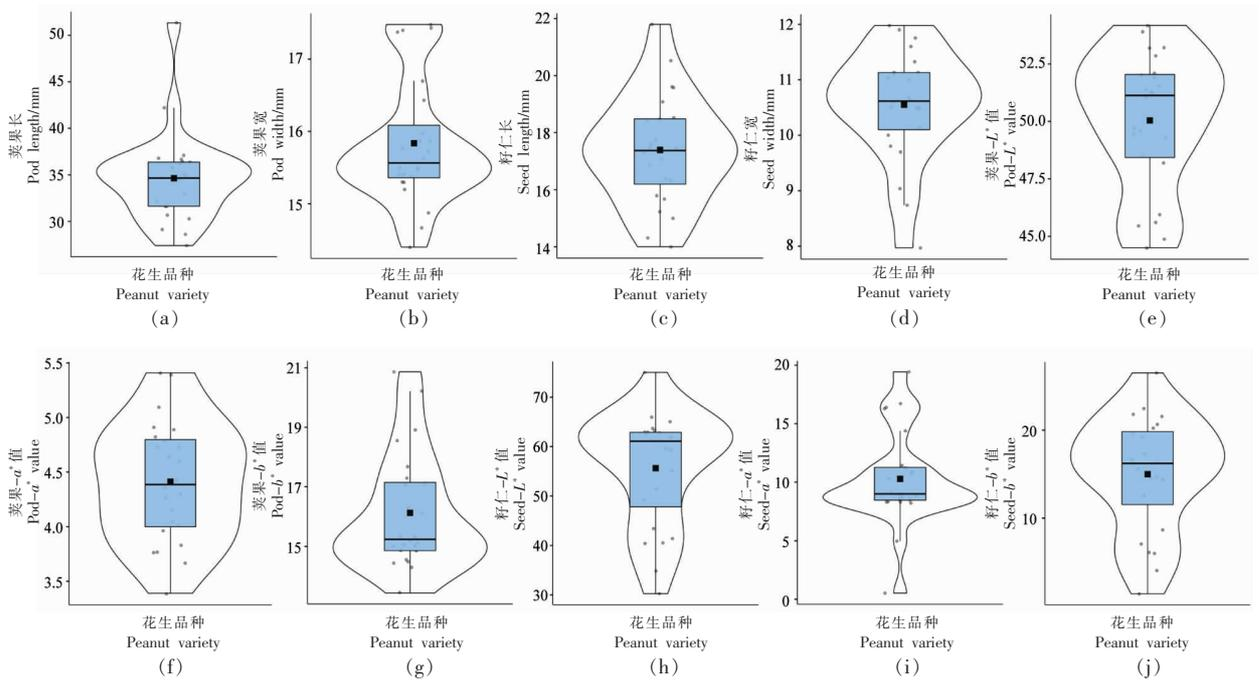 荚果长
Pod length/mm
50
45
40
35
30
花生品种
Peanut variety
(a)
荚果宽
Pod width/mm
17
16
15
花生品种
Peanut variety
(b)
籽仁长
Seed length/mm
22
20
18
16
14
花生品种
Peanut variety
(c)
籽仁宽
Seed width/mm
12
11
10
9
8
花生品种
Peanut variety
(d)
荚果-L*值
Pod-L* value
52.5
50.0
47.5
45.0
花生品种
Peanut variety
(e)
荚果-a*值
Pod-a* value
5.5
5.0
4.5
4.0
3.5
花生品种
Peanut variety
(f)
荚果-b*值
Pod-b* value
21
19
17
15
花生品种
Peanut variety
(g)
籽仁-L*值
Seed-L* value
70
60
50
40
30
花生品种
Peanut variety
(h)
籽仁-a*值
Seed-a* value
20
15
10
5
0
花生品种
Peanut variety
(i)
籽仁-b*值
Seed-b* value
20
10
花生品种
Peanut variety
(j)